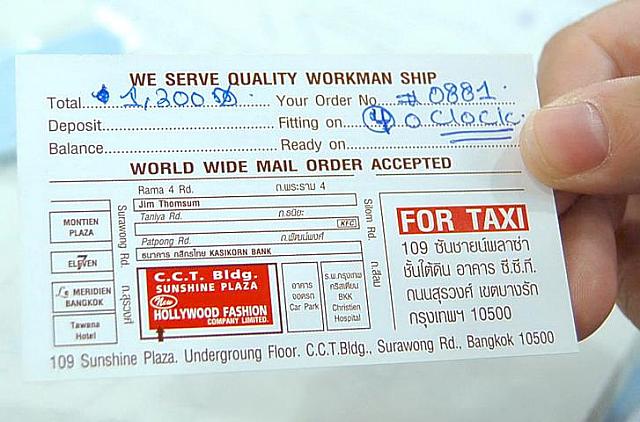 WE SERVE QUALITY WORKMAN SHIP
Total 1,200 Your Order No. #0881.
Deposit Fitting on 4 o Clock.
Balance Ready on
WORLD WIDE MAIL ORDER ACCEPTED
Rama 4 Rd. ถ.พระราม 4
Jim Thomsum
Taniya Rd. ถ.ธนิยะ
KFC
Patpong Rd. ถ.พัฒน์พงศ์
ธนาคาร กสิกรไทย KASIKORN BANK
MONTIEN
PLAZA
7
ELEVEN
Le MERIDIEN
BANGKOK
Tawana
Hotel
Surawong Rd. ถ.สุรวงค์
C.C.T. Bldg.
SUNSHINE PLAZA
New
HOLLYWOOD FASHION
COMPANY LIMITED.
อาคาร
จอดรถ
Car Park
ร.พ.กรุงเทพ
คริสเตียน
BKK
Christian
Hospital
Silom Rd. ถ.สีลม
FOR TAXI
109 ซันชายน์พลาซ่า
ชั้นใต้ดิน อาคาร ซี.ซี.ที.
ถนนสุรวงศ์ เขตบางรัก
กรุงเทพฯ 10500
109 Sunshine Plaza. Undergroung Floor. C.C.T.Bldg., Surawong Rd., Bangkok 10500